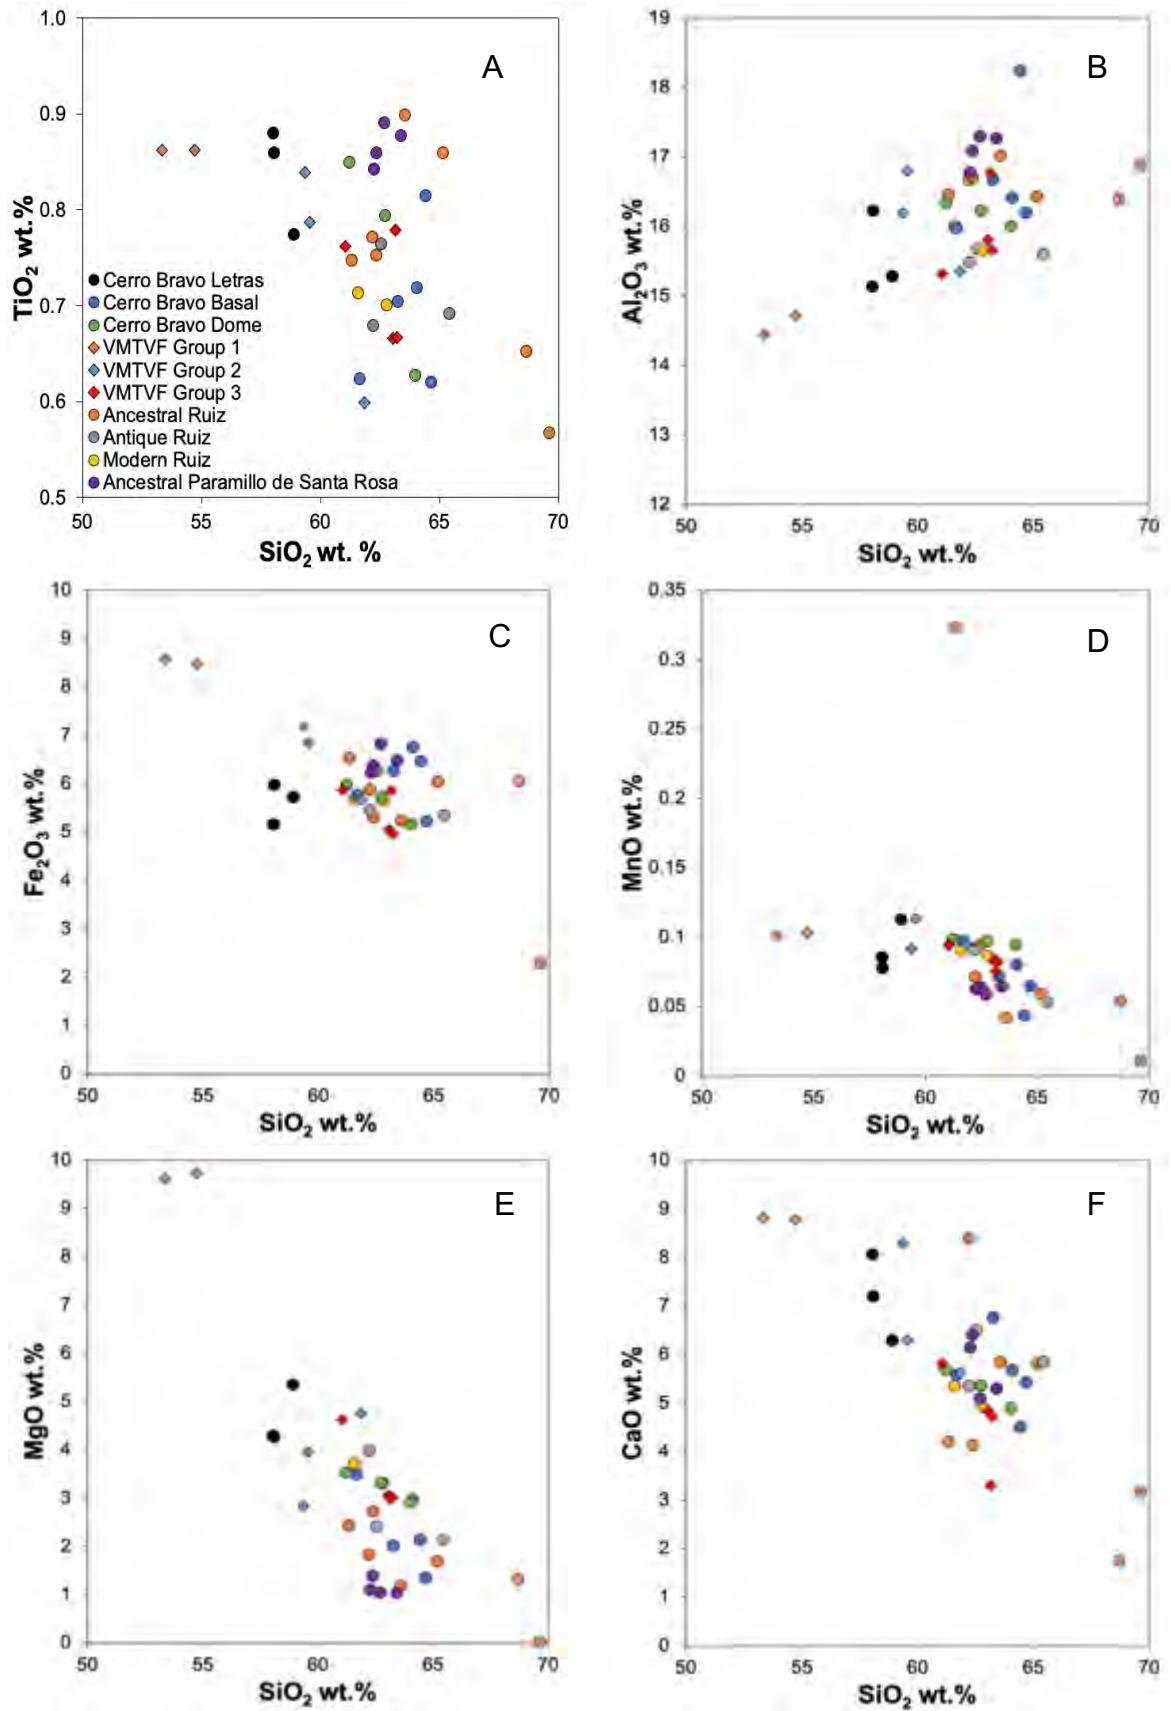 1.0
0.9
0.8
0.7
0.6
0.5
TiO₂ wt.%
A
Cerro Bravo Letras
Cerro Bravo Basal
Cerro Bravo Dome
VMTVF Group 1
VMTVF Group 2
VMTVF Group 3
Ancestral Ruiz
Antique Ruiz
Modern Ruiz
Ancestral Paramillo de Santa Rosa
50 55 60 65 70
SiO₂ wt. %
19
18
17
16
15
14
13
12
Al₂O₃ wt.%
B
50 55 60 65 70
SiO₂ wt.%
10
9
8
7
6
5
4
3
2
1
0
Fe₂O₃ wt.%
C
50 55 60 65 70
SiO₂ wt.%
0.35
0.3
0.25
0.2
0.15
0.1
0.05
0
MnO wt.%
D
50 55 60 65 70
SiO₂ wt.%
10
9
8
7
6
5
4
3
2
1
0
MgO wt.%
E
50 55 60 65 70
SiO₂ wt.%
10
9
8
7
6
5
4
3
2
1
0
CaO wt.%
F
50 55 60 65 70
SiO₂ wt.%